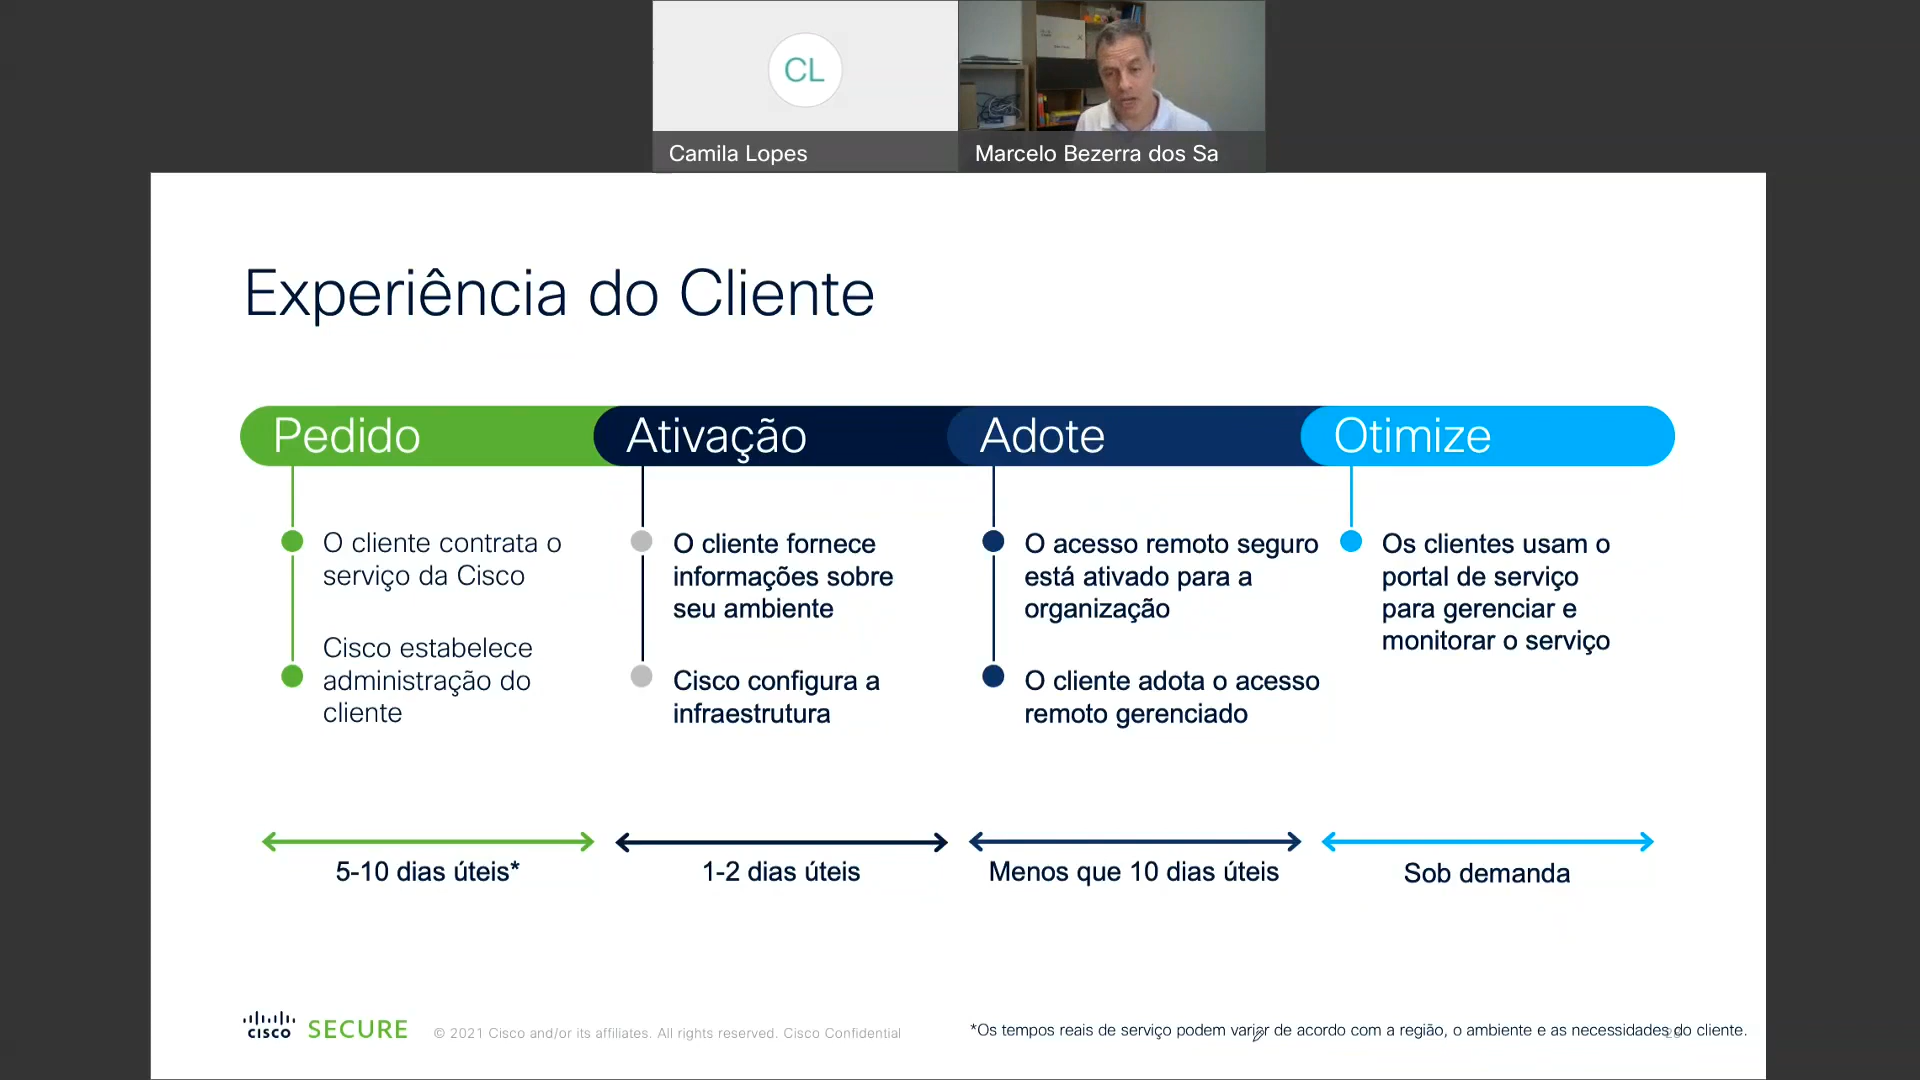 CL
Camila Lopes
Marcelo Bezerra dos Sa
Experiência do Cliente
Pedido
Ativação
Adote
Otimize
O cliente contrata o
serviço da Cisco
Cisco estabelece
administração do
cliente
O cliente fornece
informações sobre
seu ambiente
Cisco configura a
infraestrutura
O acesso remoto seguro
está ativado para a
organização
O cliente adota o acesso
remoto gerenciado
Os clientes usam o
portal de serviço
para gerenciar e
monitorar o serviço
5-10 dias úteis*
1-2 dias úteis
Menos que 10 dias úteis
Sob demanda
CISCO SECURE
© 2021 Cisco and/or its affiliates. All rights reserved. Cisco Confidential
*Os tempos reais de serviço podem variar de acordo com a região, o ambiente e as necessidades do cliente.